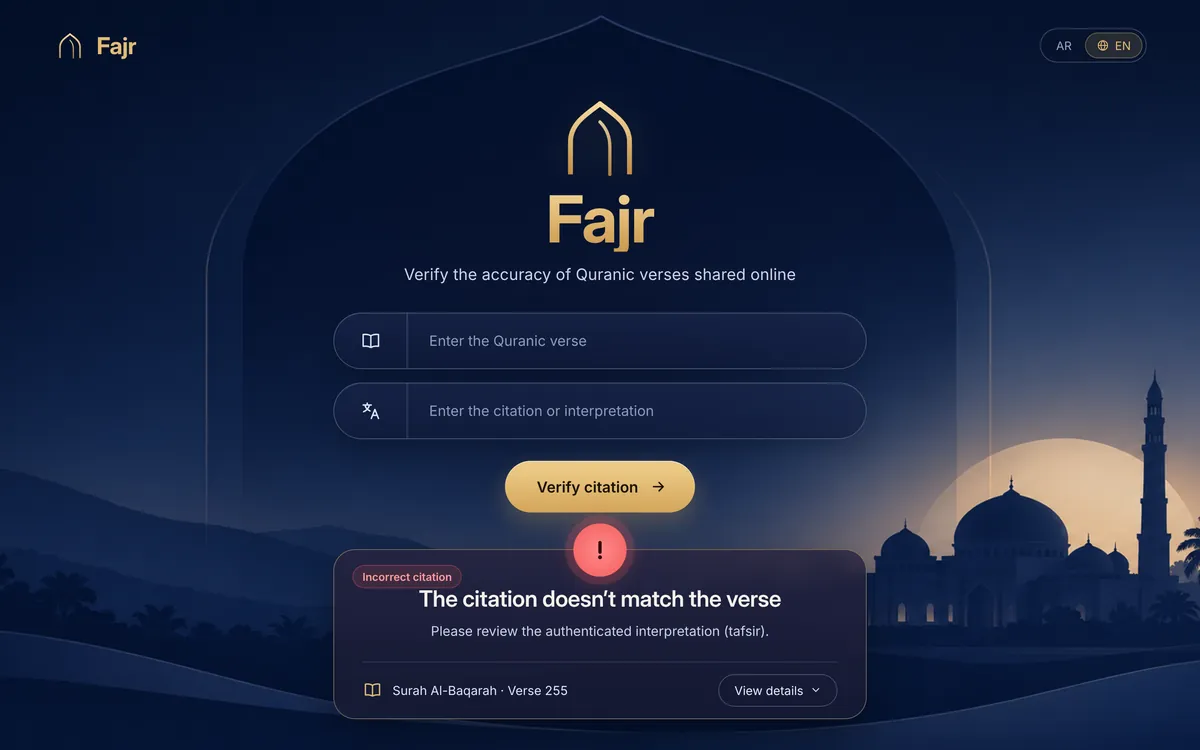 Fajr
AR
EN
Fajr
Verify the accuracy of Quranic verses shared online
Enter the Quranic verse
Enter the citation or interpretation
Verify citation →
!
Incorrect citation
The citation doesn’t match the verse
Please review the authenticated interpretation (tafsir).
Surah Al-Baqarah · Verse 255
View details